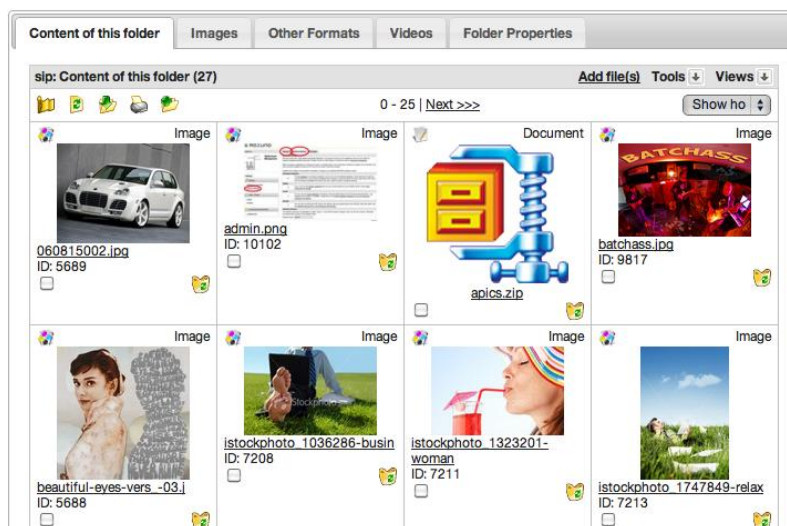 Content of this folder Images Other Formats Videos Folder Properties
sip: Content of this folder (27) Add file(s) Tools Views
0 - 25 | Next >>> Show ho
Image Image Document Image
BATCHASS
060815002.jpg
ID: 5689
admin.png
ID: 10102
apics.zip
batchass.jpg
ID: 9817
Image Image Image Image
iStockphoto
beautiful-eyes-vers_-03.j
ID: 5688
istockphoto_1036286-busin
ID: 7208
istockphoto_1323201-
woman
ID: 7211
istockphoto_1747849-relax
ID: 7213